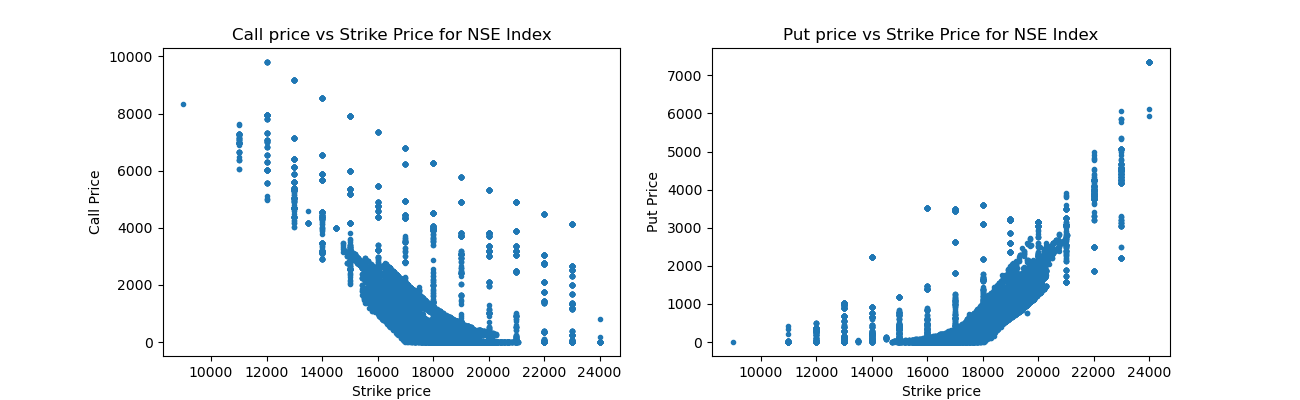 Call price vs Strike Price for NSE Index
10000
8000
6000
4000
2000
0
Call Price
10000 12000 14000 16000 18000 20000 22000 24000
Strike price
Put price vs Strike Price for NSE Index
7000
6000
5000
4000
3000
2000
1000
0
Put Price
10000 12000 14000 16000 18000 20000 22000 24000
Strike price